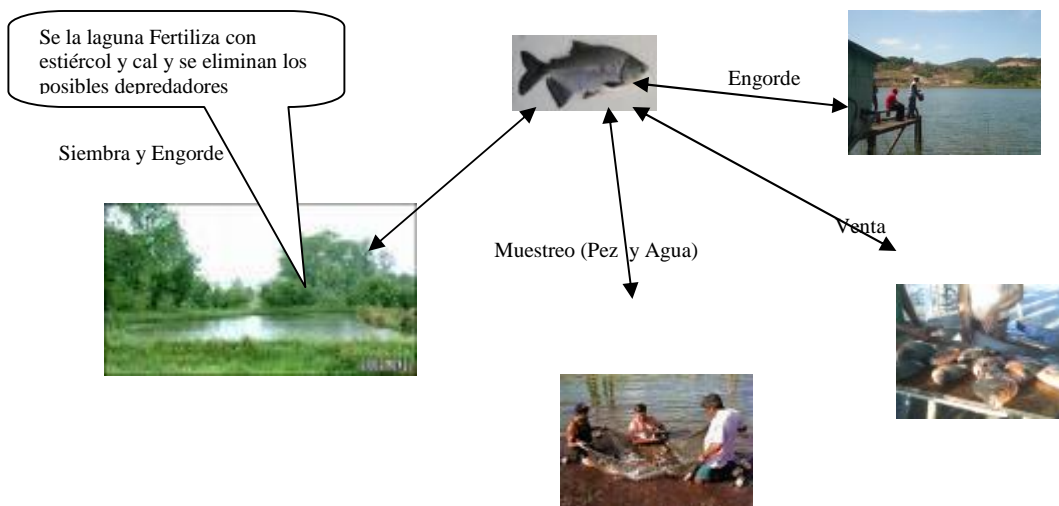 Se la laguna Fertiliza con
estiércol y cal y se eliminan los
posibles depredadores
Siembra y Engorde
Engorde
Venta
Muestreo (Pez y Agua)